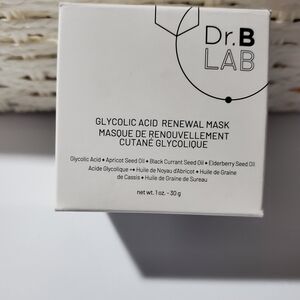 Dr.B
LAB
GLYCOLIC ACID RENEWAL MASK
MASQUE DE RENOUVELLEMENT
CUTANÉ GLYCOLIQUE
Glycolic Acid • Apricot Seed Oil • Black Currant Seed Oil • Elderberry Seed Oil
Acide Glycolique • Huile de Noyau d'Abricot • Huile de Graine
de Cassis • Huile de Graine de Sureau
net wt. 1 oz. - 30 g